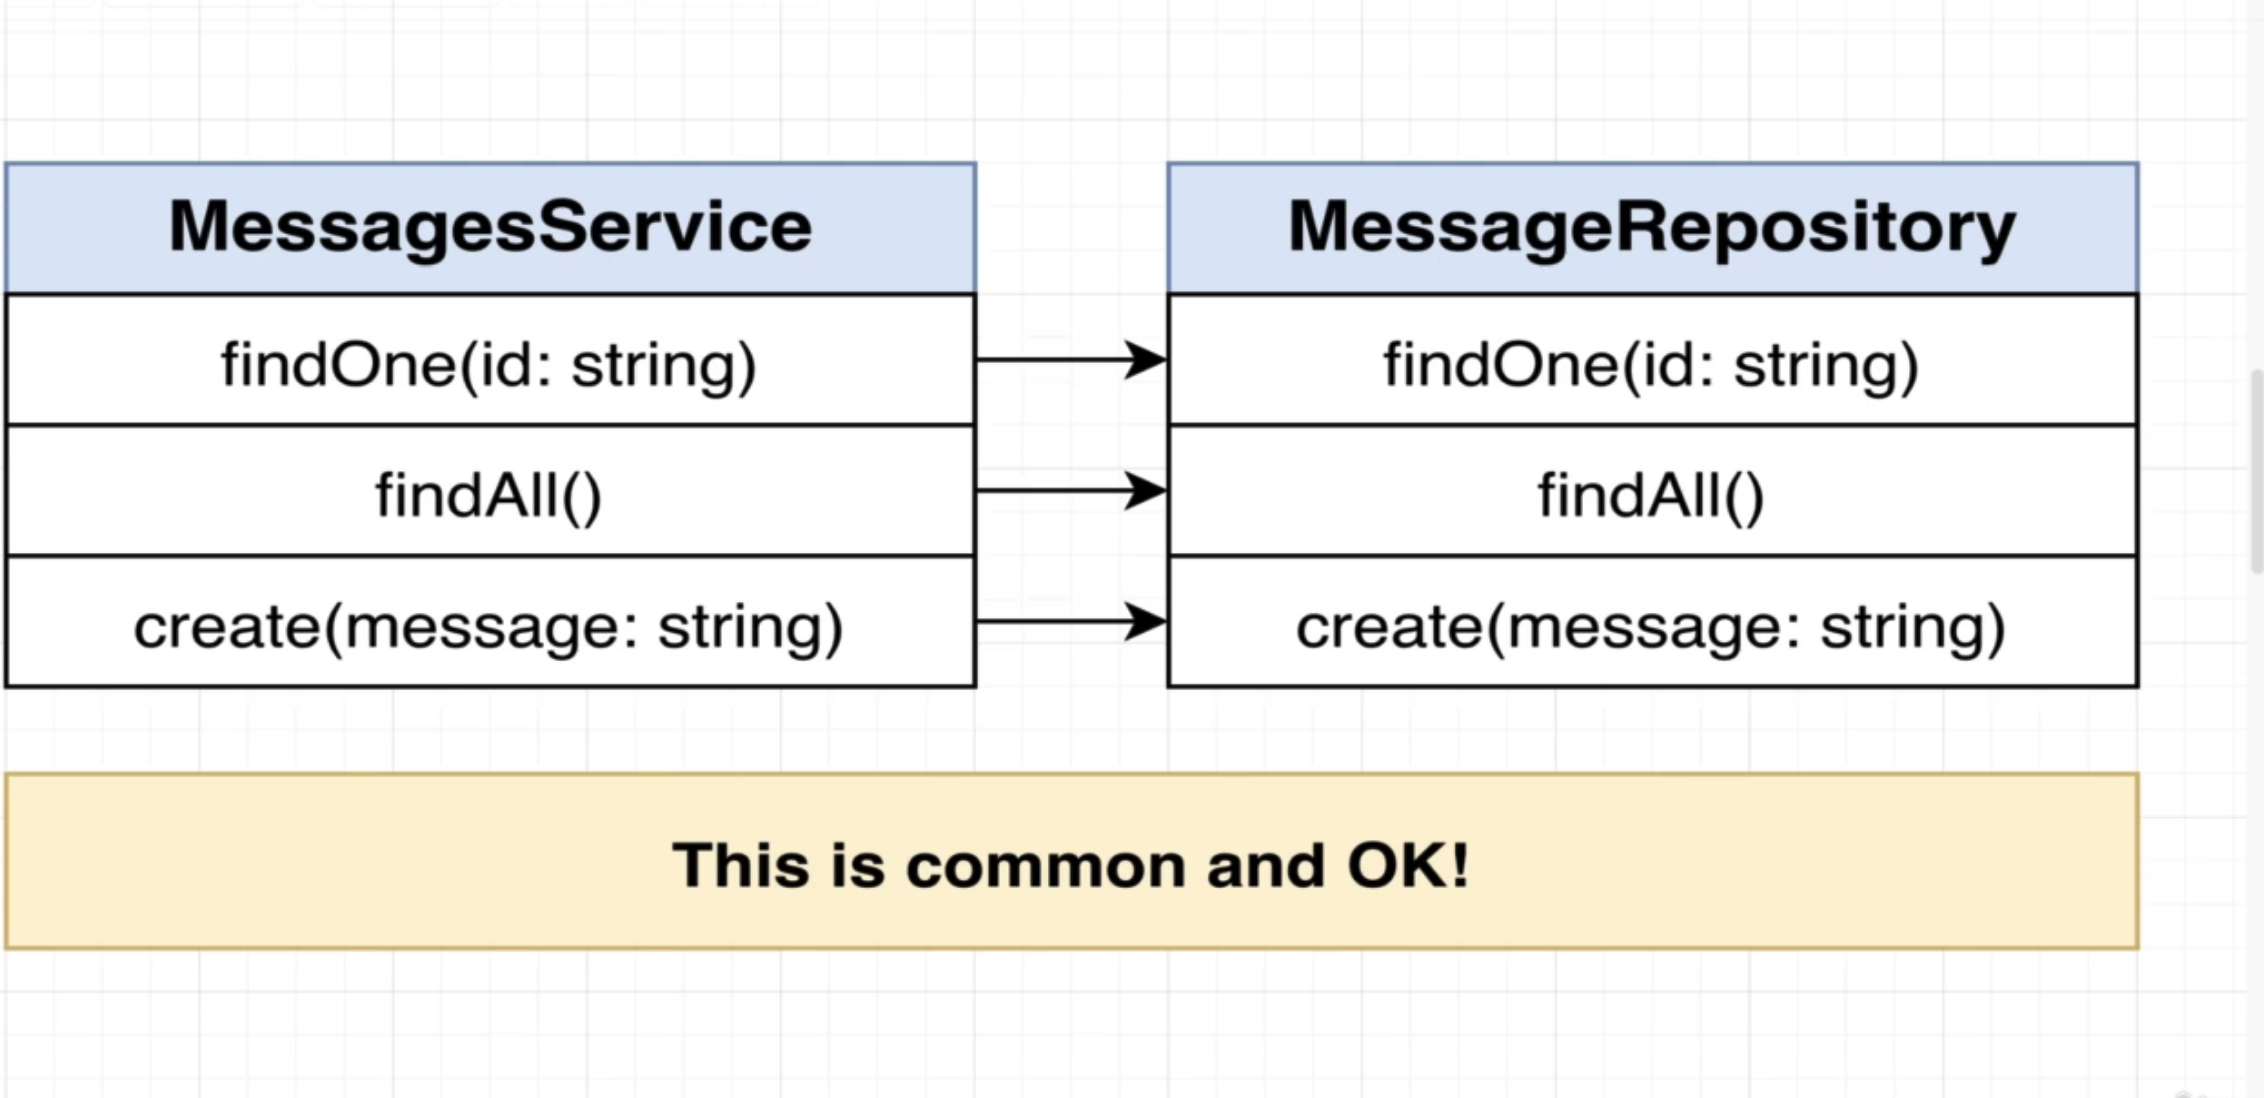 MessagesService
MessageRepository
findOne(id: string)
findOne(id: string)
findAll()
findAll()
create(message: string)
create(message: string)
This is common and OK!